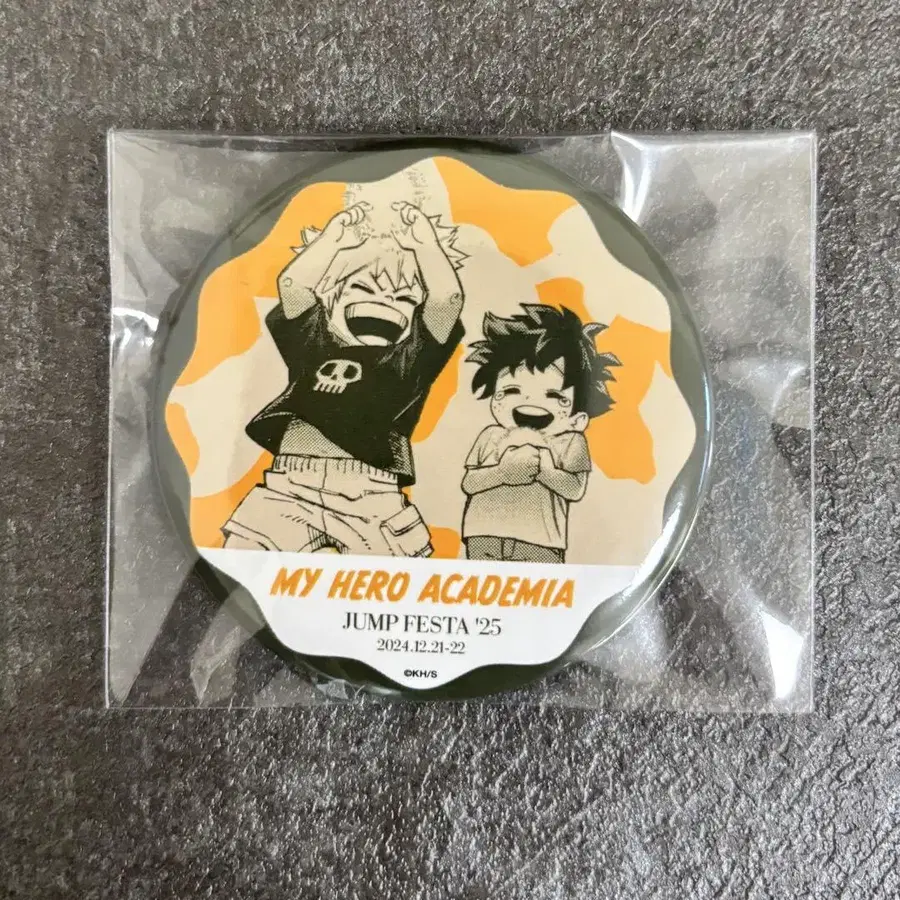 MY HERO ACADEMIA
JUMP FESTA '25
2024.12.21-22
©KH/S